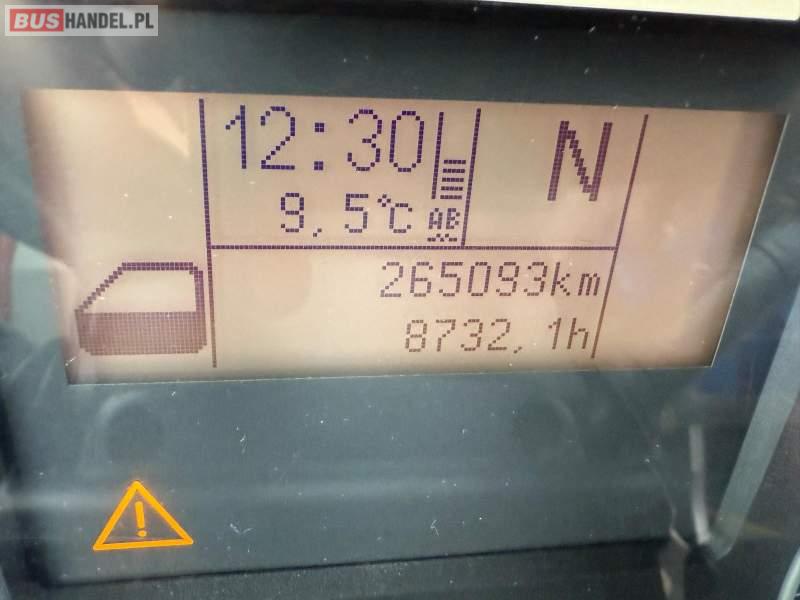 BUSHANDEL.PL
12:30 N
9,5°C AB
265093km
8732,1h